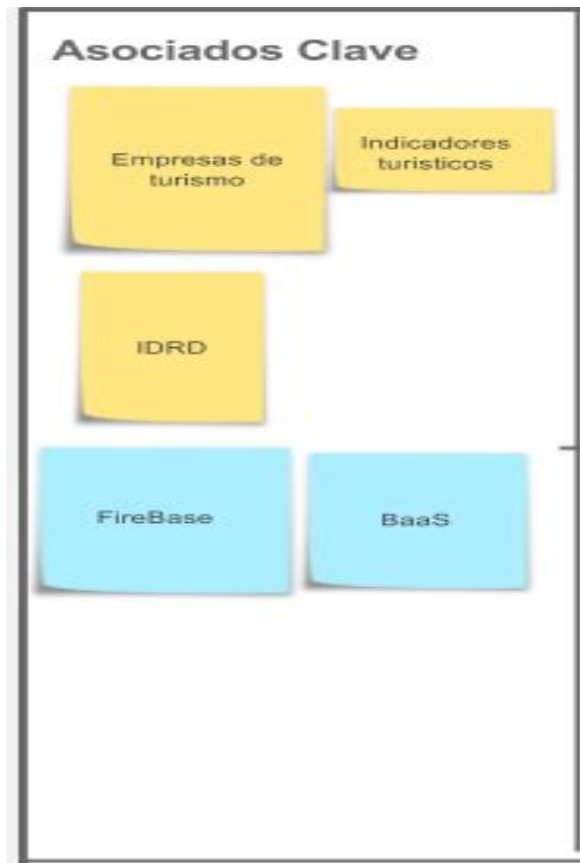 Asociados Clave
Empresas de
turismo
Indicadores
turisticos
IDRD
FireBase
BaaS